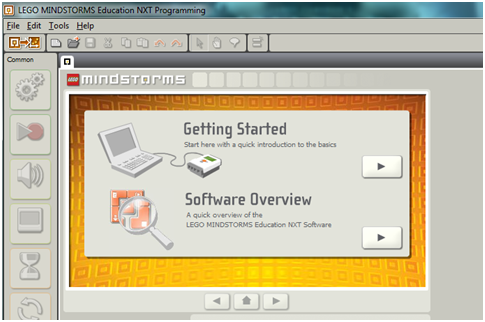 LEGO MINDSTORMS Education NXT Programming
File Edit Tools Help
Common
LEGO mindstorms
Getting Started
Start here with a quick introduction to the basics
Software Overview
A quick overview of the
LEGO MINDSTORMS Education NXT Software